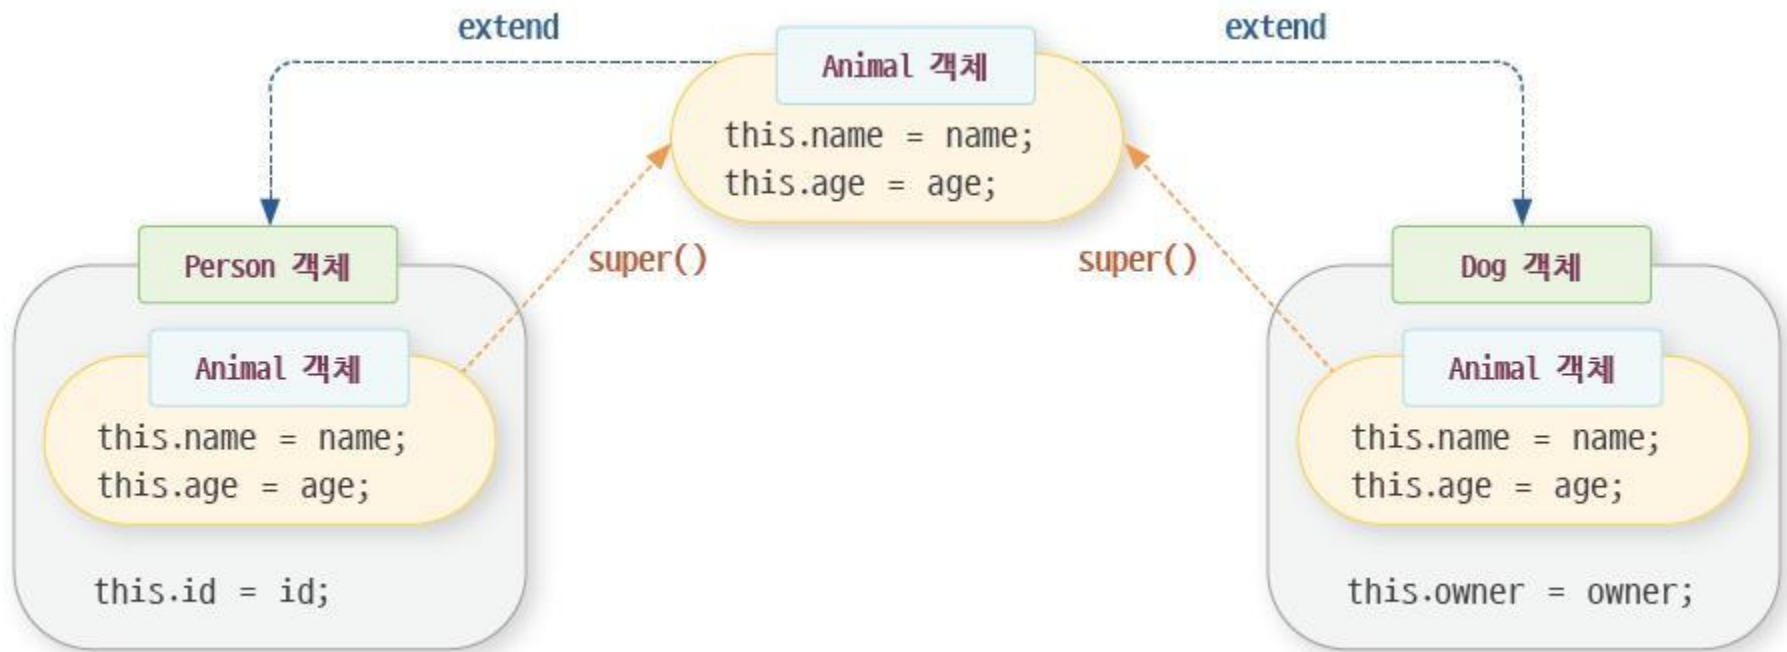 extend
extend
Animal 객체
this.name = name;
this.age = age;
super()
super()
Person 객체
Animal 객체
this.name = name;
this.age = age;
this.id = id;
Dog 객체
Animal 객체
this.name = name;
this.age = age;
this.owner = owner;